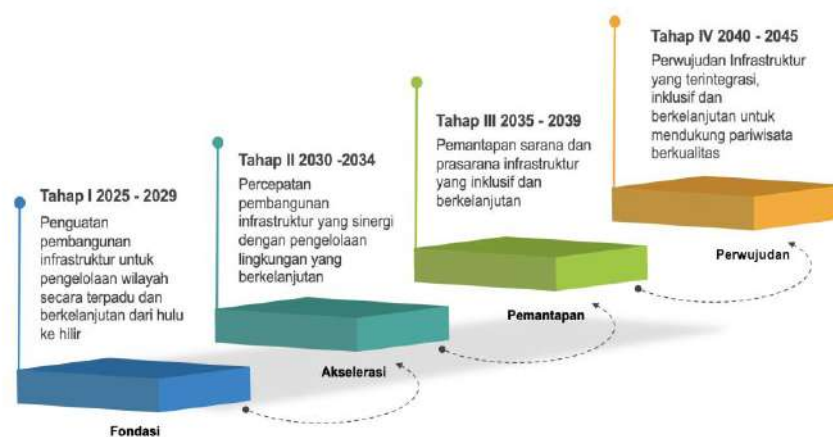 Tahap I 2025 - 2029
Penguatan
pembangunan
infrastruktur untuk
pengelolaan wilayah
secara terpadu dan
berkelanjutan dari hulu
ke hilir
Fondasi
Tahap II 2030 -2034
Percepatan
pembangunan
infrastruktur yang sinergi
dengan pengelolaan
lingkungan yang
berkelanjutan
Akselerasi
Tahap III 2035 - 2039
Pemantapan sarana dan
prasarana infrastruktur
yang inklusif dan
berkelanjutan
Pemantapan
Tahap IV 2040 - 2045
Perwujudan Infrastruktur
yang terintegrasi,
inklusif dan
berkelanjutan untuk
mendukung pariwisata
berkualitas
Perwujudan